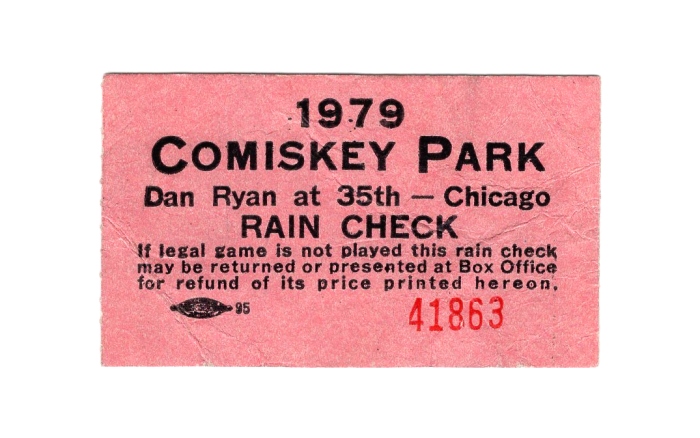 1979
COMISKEY PARK
Dan Ryan at 35th — Chicago
RAIN CHECK
If legal game is not played this rain check
may be returned or presented at Box Office
for refund of its price printed hereon.
95
41863